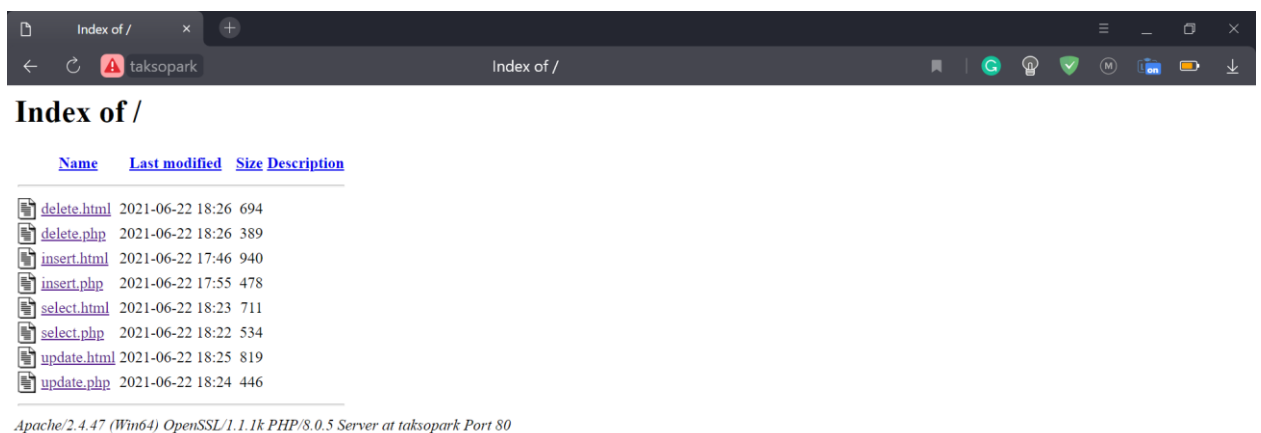 Index of /
taksopark Index of / G M on
Index of /
Name Last modified Size Description
delete.html 2021-06-22 18:26 694
delete.php 2021-06-22 18:26 389
insert.html 2021-06-22 17:46 940
insert.php 2021-06-22 17:55 478
select.html 2021-06-22 18:23 711
select.php 2021-06-22 18:22 534
update.html 2021-06-22 18:25 819
update.php 2021-06-22 18:24 446
Apache/2.4.47 (Win64) OpenSSL/1.1.1k PHP/8.0.5 Server at taksopark Port 80